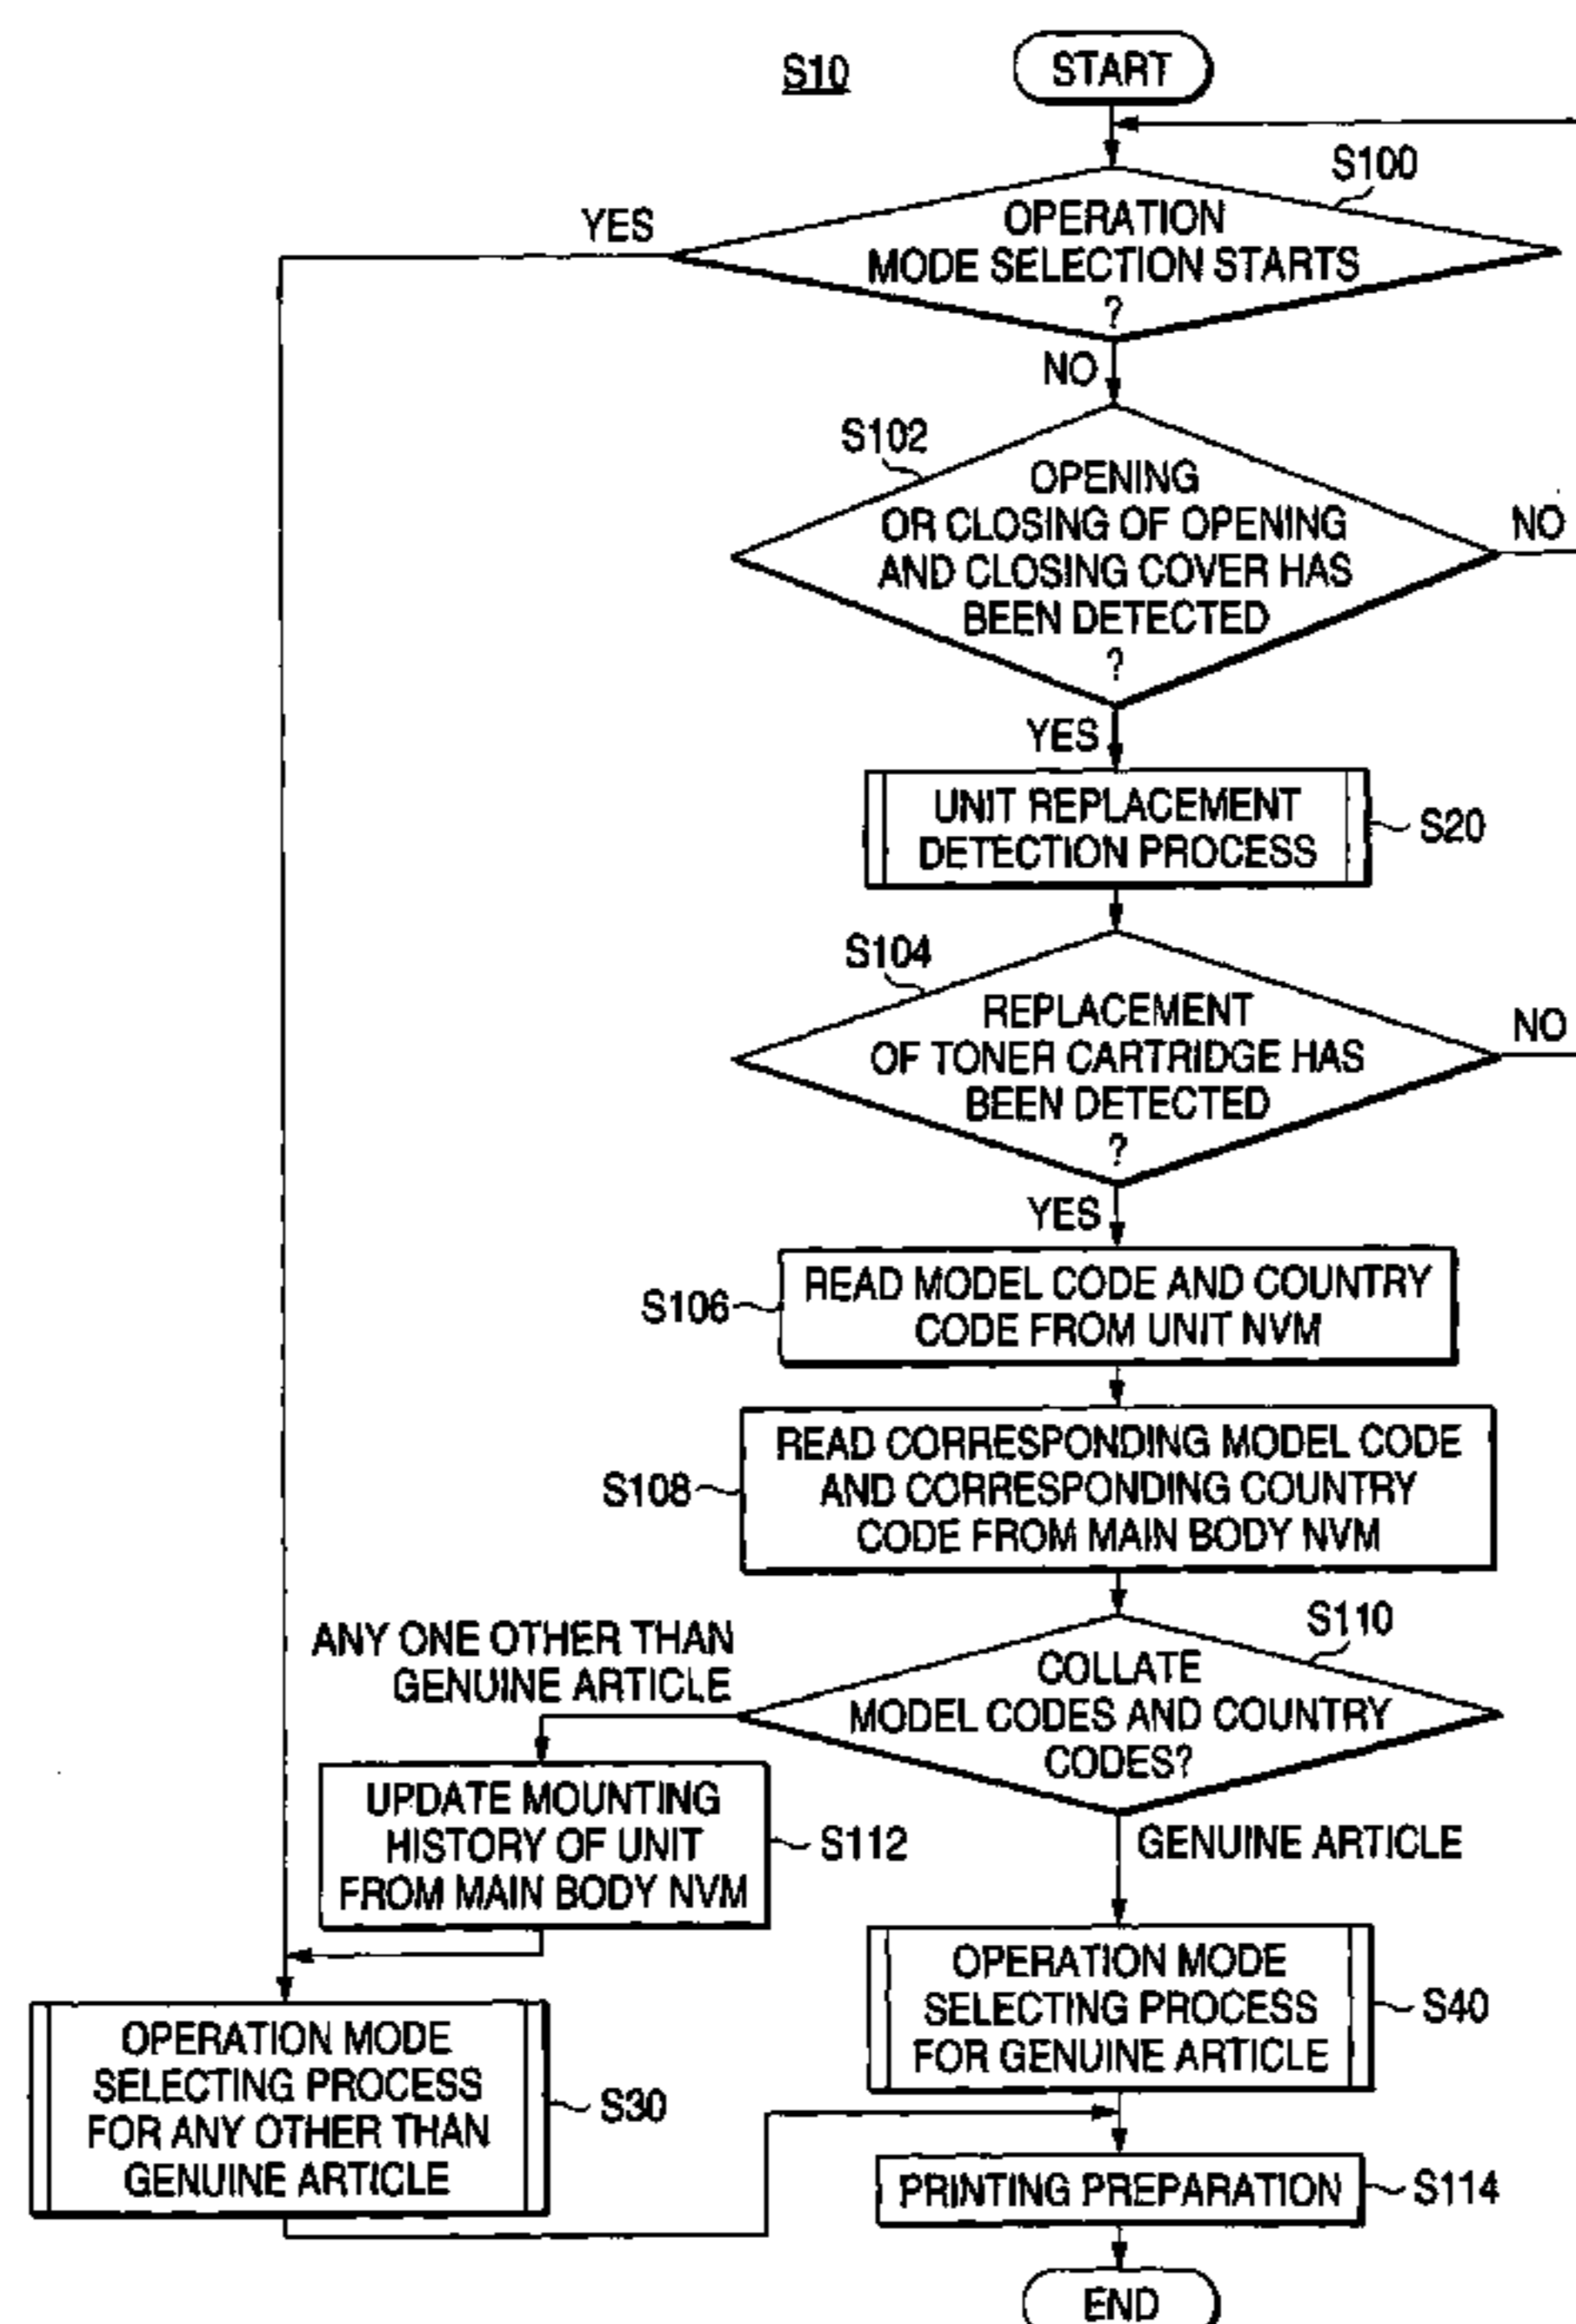 S10
START
S100
YES
OPERATION
MODE SELECTION STARTS
?
NO
S102
OPENING
OR CLOSING OF OPENING
AND CLOSING COVER HAS
BEEN DETECTED
?
NO
YES
UNIT REPLACEMENT
DETECTION PROCESS
S20
S104
REPLACEMENT
OF TONER CARTRIDGE HAS
BEEN DETECTED
?
NO
YES
S106
READ MODEL CODE AND COUNTRY
CODE FROM UNIT NVM
S108
READ CORRESPONDING MODEL CODE
AND CORRESPONDING COUNTRY
CODE FROM MAIN BODY NVM
ANY ONE OTHER THAN
GENUINE ARTICLE
S110
COLLATE
MODEL CODES AND COUNTRY
CODES?
UPDATE MOUNTING
HISTORY OF UNIT
FROM MAIN BODY NVM
S112
GENUINE ARTICLE
OPERATION MODE
SELECTING PROCESS
FOR GENUINE ARTICLE
S40
OPERATION MODE
SELECTING PROCESS
FOR ANY OTHER THAN
GENUINE ARTICLE
S30
PRINTING PREPARATION
S114
END